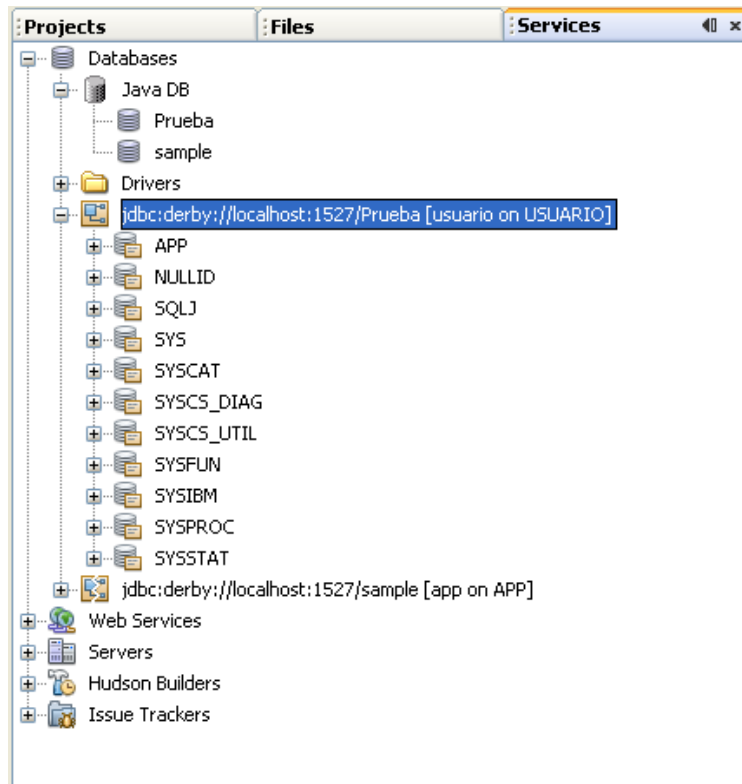 Projects Files Services
Databases
Java DB
Prueba
sample
Drivers
jdbc:derby://localhost:1527/Prueba [usuario on USUARIO]
APP
NULLID
SQLJ
SYS
SYSCAT
SYSCS_DIAG
SYSCS_UTIL
SYSFUN
SYSIBM
SYSPROC
SYSSTAT
jdbc:derby://localhost:1527/sample [app on APP]
Web Services
Servers
Hudson Builders
Issue Trackers